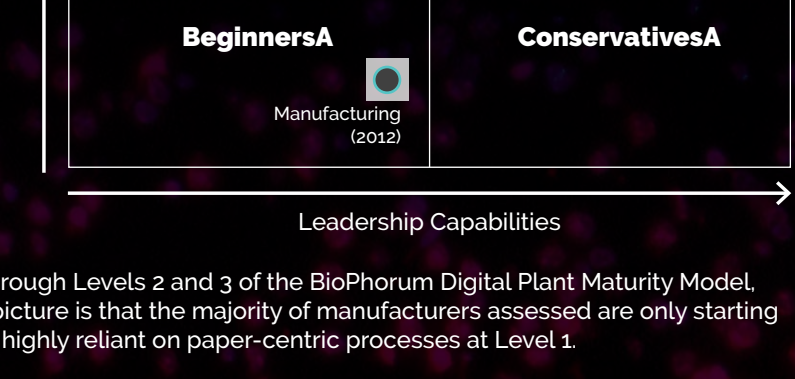 BeginnersA
ConservativesA
Manufacturing
(2012)
Leadership Capabilities
rough Levels 2 and 3 of the BioPhorum Digital Plant Maturity Model,
picture is that the majority of manufacturers assessed are only starting
highly reliant on paper-centric processes at Level 1.